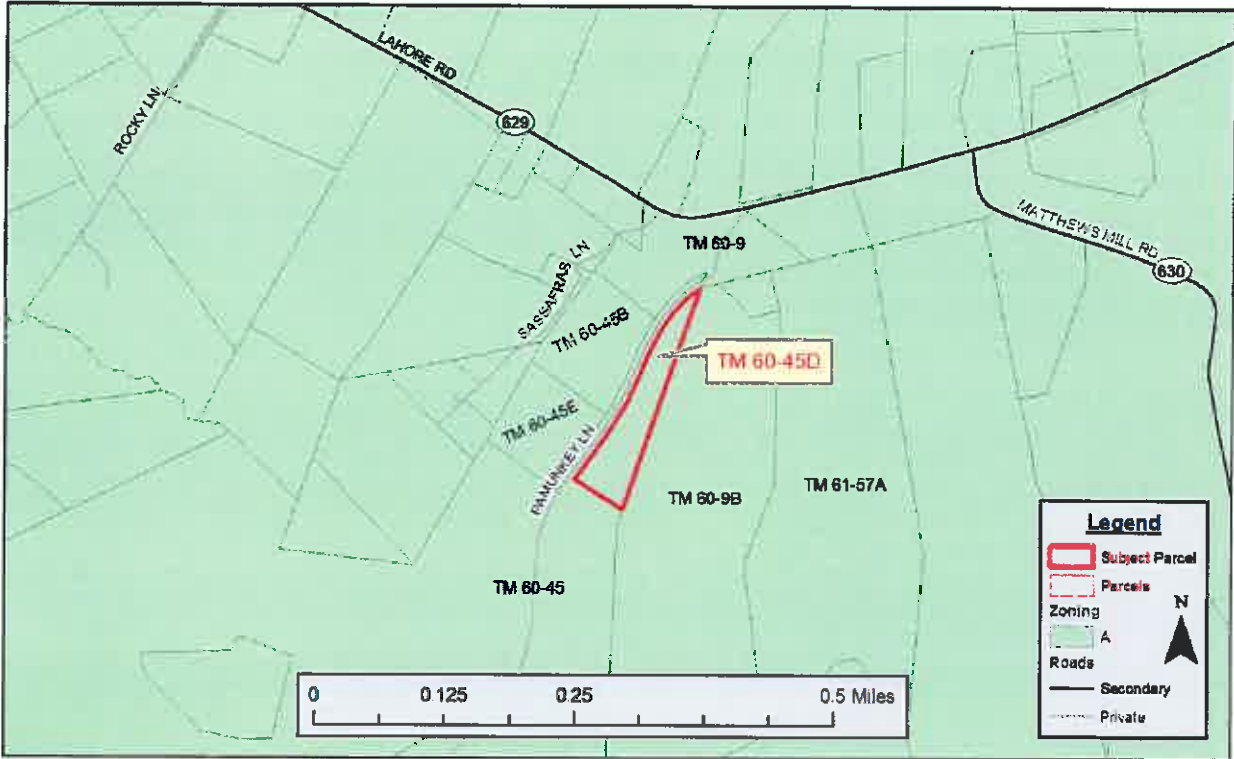 LAHORE RD
629
ROCKY LN
MATTHEWS MILL RD
630
TM 60-9
SASSAFRAS LN
TM 60-45B
TM 60-45D
TM 60-45E
PAMUNKEY LN
TM 60-9B
TM 61-57A
TM 60-45
Legend
Subject Parcel
Parcels
Zoning
A
Roads
Secondary
Private
N
0 0.125 0.25 0.5 Miles